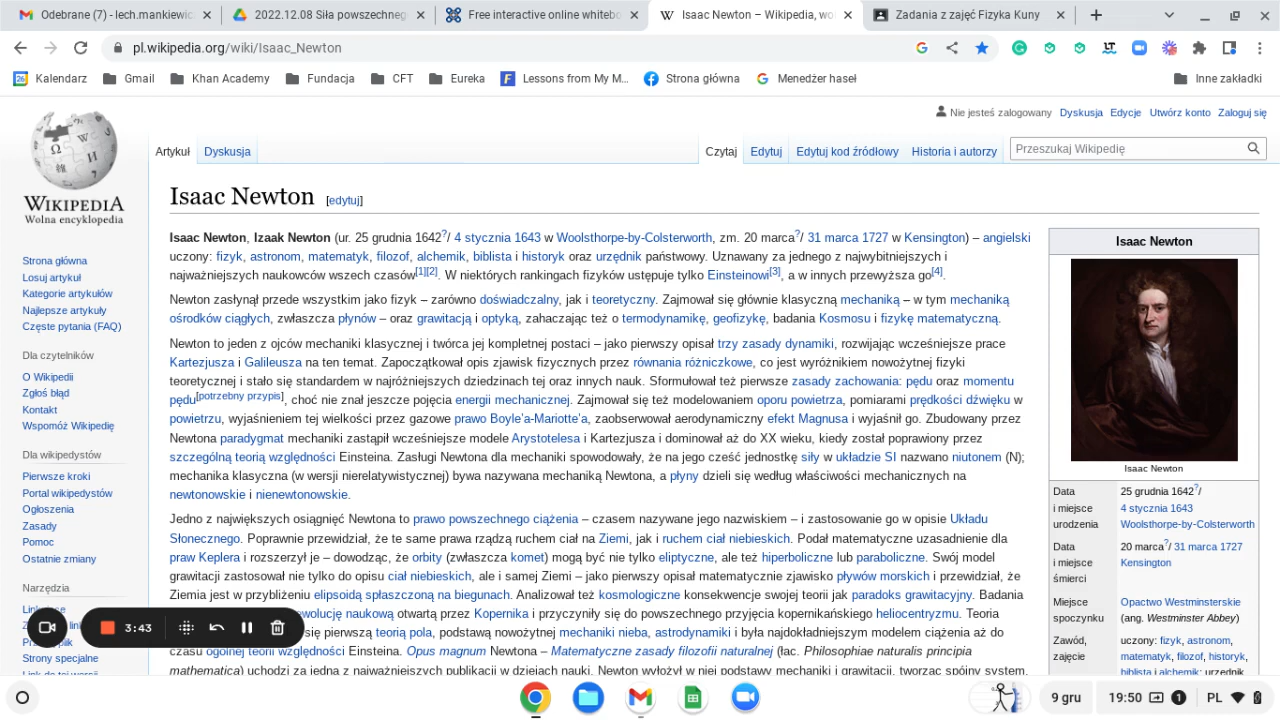 Odebrane (7) - lech.mankiewic
2022.12.08 Siła powszechneg
Free interactive online whitebo
Isaac Newton – Wikipedia, wo
Zadania z zajęć Fizyka Kuny
pl.wikipedia.org/wiki/Isaac_Newton
Kalendarz
Gmail
Khan Academy
Fundacja
CFT
Eureka
Lessons from My M...
Strona główna
Menedżer haseł
Inne zakładki
Nie jesteś zalogowany Dyskusja Edycje Utwórz konto Zaloguj się
Artykuł Dyskusja
Czytaj Edytuj Edytuj kod źródłowy Historia i autorzy
Przeszukaj Wikipedię
WIKIPEDIA
Wolna encyklopedia
Strona główna
Losuj artykuł
Kategorie artykułów
Najlepsze artykuły
Częste pytania (FAQ)
Dla czytelników
O Wikipedii
Zgłoś błąd
Kontakt
Wspomóż Wikipedię
Dla wikipedystów
Pierwsze kroki
Portal wikipedystów
Ogłoszenia
Zasady
Pomoc
Ostatnie zmiany
Narzędzia
Strony specjalne
Link do tej wersji
Isaac Newton [edytuj]
Isaac Newton, Izaak Newton (ur. 25 grudnia 1642?/ 4 stycznia 1643 w Woolsthorpe-by-Colsterworth, zm. 20 marca?/ 31 marca 1727 w Kensington) – angielski
uczony: fizyk, astronom, matematyk, filozof, alchemik, biblista i historyk oraz urzędnik państwowy. Uznawany za jednego z najwybitniejszych i
najważniejszych naukowców wszech czasów[1][2]. W niektórych rankingach fizyków ustępuje tylko Einsteinowi[3], a w innych przewyższa go[4].
Newton zasłynął przede wszystkim jako fizyk – zarówno doświadczalny, jak i teoretyczny. Zajmował się głównie klasyczną mechaniką – w tym mechaniką
ośrodków ciągłych, zwłaszcza płynów – oraz grawitacją i optyką, zahaczając też o termodynamikę, geofizykę, badania Kosmosu i fizykę matematyczną.
Newton to jeden z ojców mechaniki klasycznej i twórca jej kompletnej postaci – jako pierwszy opisał trzy zasady dynamiki, rozwijając wcześniejsze prace
Kartezjusza i Galileusza na ten temat. Zapoczątkował opis zjawisk fizycznych przez równania różniczkowe, co jest wyróżnikiem nowożytnej fizyki
teoretycznej i stało się standardem w najróżniejszych dziedzinach tej oraz innych nauk. Sformułował też pierwsze zasady zachowania: pędu oraz momentu
pędu[potrzebny przypis], choć nie znał jeszcze pojęcia energii mechanicznej. Zajmował się też modelowaniem oporu powietrza, pomiarami prędkości dźwięku w
powietrzu, wyjaśnieniem tej wielkości przez gazowe prawo Boyle'a-Mariotte'a, zaobserwował aerodynamiczny efekt Magnusa i wyjaśnił go. Zbudowany przez
Newtona paradygmat mechaniki zastąpił wcześniejsze modele Arystotelesa i Kartezjusza i dominował aż do XX wieku, kiedy został poprawiony przez
szczególną teorią względności Einsteina. Zasługi Newtona dla mechaniki spowodowały, że na jego cześć jednostkę siły w układzie SI nazwano niutonem (N);
mechanika klasyczna (w wersji nierelatywistycznej) bywa nazywana mechaniką Newtona, a płyny dzieli się według właściwości mechanicznych na
newtonowskie i nienewtonowskie.
Jedno z największych osiągnięć Newtona to prawo powszechnego ciążenia – czasem nazywane jego nazwiskiem – i zastosowanie go w opisie Układu
Słonecznego. Poprawnie przewidział, że te same prawa rządzą ruchem ciał na Ziemi, jak i ruchem ciał niebieskich. Podał matematyczne uzasadnienie dla
praw Keplera i rozszerzył je – dowodząc, że orbity (zwłaszcza komet) mogą być nie tylko eliptyczne, ale też hiperboliczne lub paraboliczne. Swój model
grawitacji zastosował nie tylko do opisu ciał niebieskich, ale i samej Ziemi – jako pierwszy opisał matematycznie zjawisko pływów morskich i przewidział, że
Ziemia jest w przybliżeniu elipsoidą spłaszczoną na biegunach. Analizował też kosmologiczne konsekwencje swojej teorii jak paradoks grawitacyjny. Badania
rewolucję naukową otwartą przez Kopernika i przyczyniły się do powszechnego przyjęcia kopernikańskiego heliocentryzmu. Teoria
się pierwszą teorią pola, podstawą nowożytnej mechaniki nieba, astrodynamiki i była najdokładniejszym modelem ciążenia aż do
czasu ogólnej teorii względności Einsteina. Opus magnum Newtona – Matematyczne zasady filozofii naturalnej (łac. Philosophiae naturalis principia
mathematica) uchodzi za jedną z najważniejszych publikacji w dziejach nauki. Newton wyłożył w niej podstawy mechaniki i grawitacji, tworząc spójny system,
Isaac Newton
Isaac Newton
Data
i miejsce
urodzenia
25 grudnia 1642?/
4 stycznia 1643
Woolsthorpe-by-Colsterworth
Data
i miejsce
śmierci
20 marca?/ 31 marca 1727
Kensington
Miejsce
spoczynku
Opactwo Westminsterskie
(ang. Westminster Abbey)
Zawód,
zajęcie
uczony: fizyk, astronom,
matematyk, filozof, historyk,
biblista i alchemik; urzędnik
3:43
9 gru
19:50
1
PL